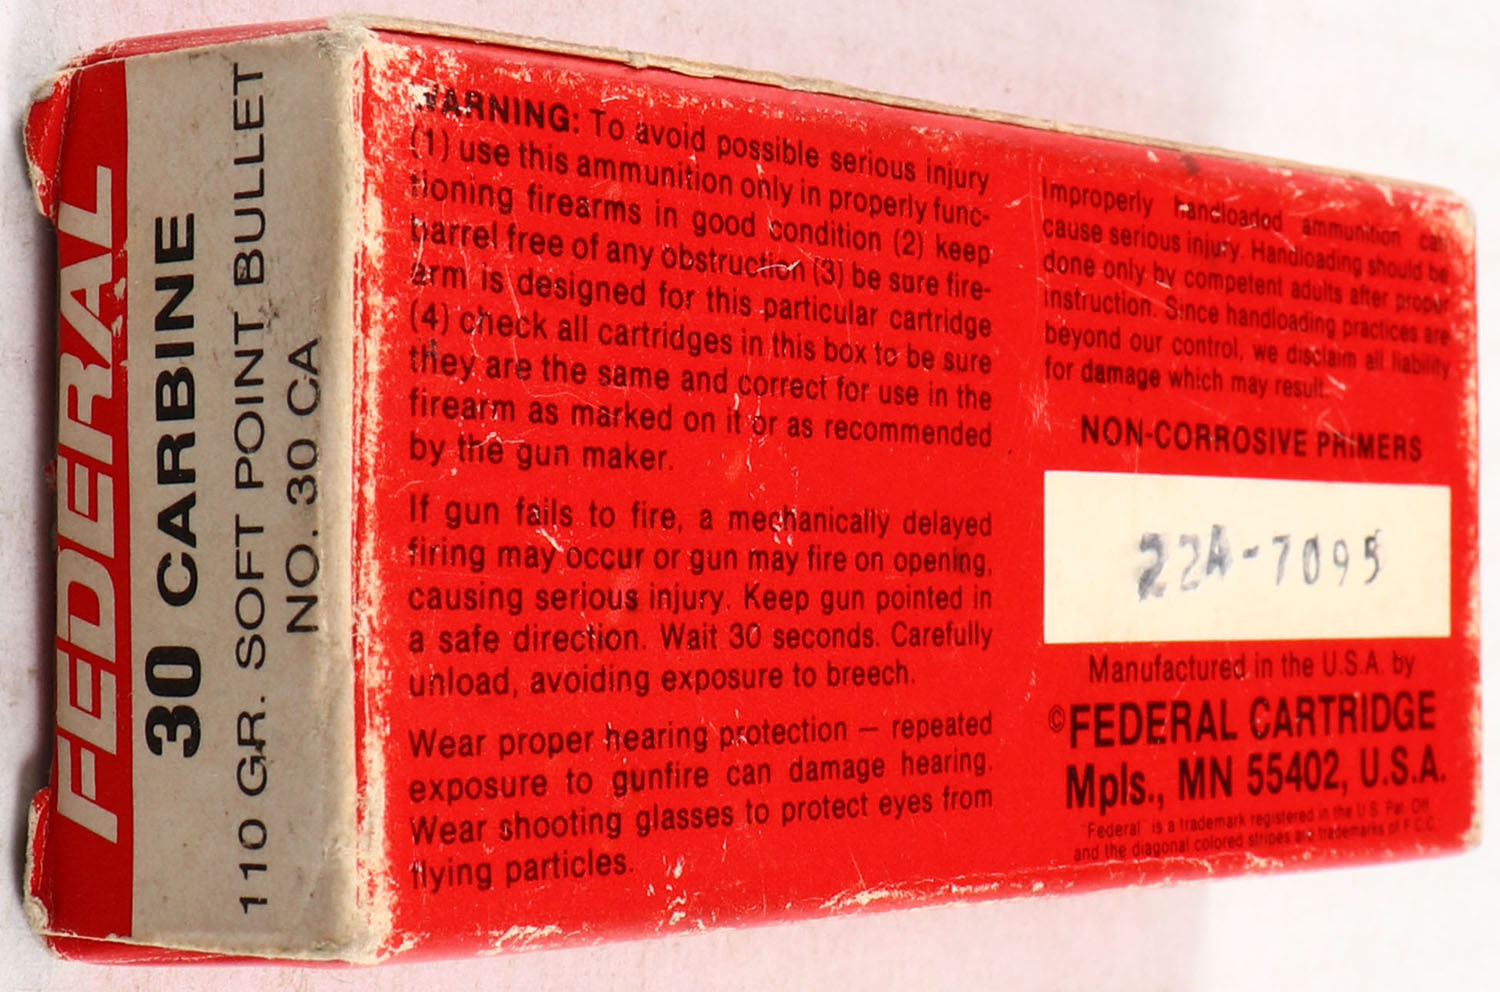 FEDERAL
30 CARBINE
110 GR. SOFT POINT BULLET
NO. 30 CA
WARNING: To avoid possible serious injury
(1) use this ammunition only in properly func-
tioning firearms in good condition (2) keep
barrel free of any obstruction (3) be sure fire-
arm is designed for this particular cartridge
(4) check all cartridges in this box to be sure
they are the same and correct for use in the
firearm as marked on it or as recommended
by the gun maker.
If gun fails to fire, a mechanically delayed
firing may occur or gun may fire on opening,
causing serious injury. Keep gun pointed in
a safe direction. Wait 30 seconds. Carefully
unload, avoiding exposure to breech.
Wear proper hearing protection — repeated
exposure to gunfire can damage hearing.
Wear shooting glasses to protect eyes from
flying particles.
Improperly handloaded ammunition can
cause serious injury. Handloading should be
done only by competent adults after proper
instruction. Since handloading practices are
beyond our control, we disclaim all liability
for damage which may result.
NON-CORROSIVE PRIMERS
22A-7095
Manufactured in the U.S.A. by
©FEDERAL CARTRIDGE
Mpls., MN 55402, U.S.A.
"Federal" is a trademark registered in the U.S. Pat. Off.
and the diagonal colored stripes are trademarks of F.C.C.